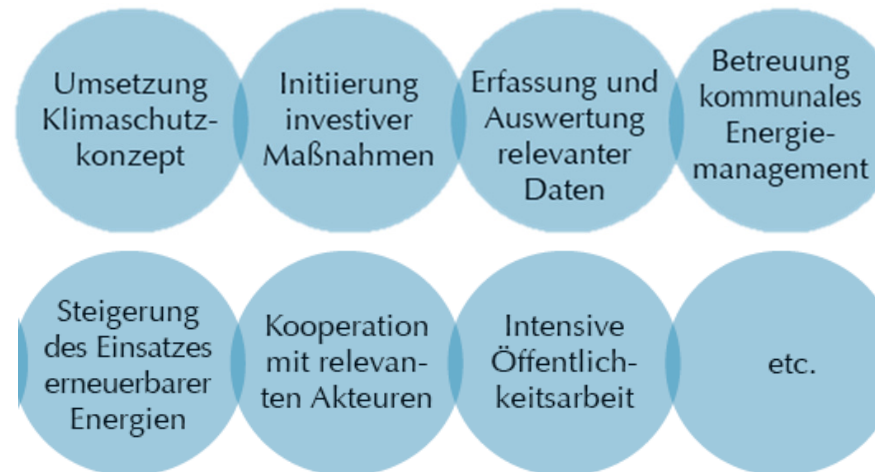 Umsetzung
Klimaschutz-
konzept
Initiierung
investiver
Maßnahmen
Erfassung und
Auswertung
relevanter
Daten
Betreuung
kommunales
Energie-
management
Steigerung
des Einsatzes
erneuerbarer
Energien
Kooperation
mit relevan-
ten Akteuren
Intensive
Öffentlich-
keitsarbeit
etc.